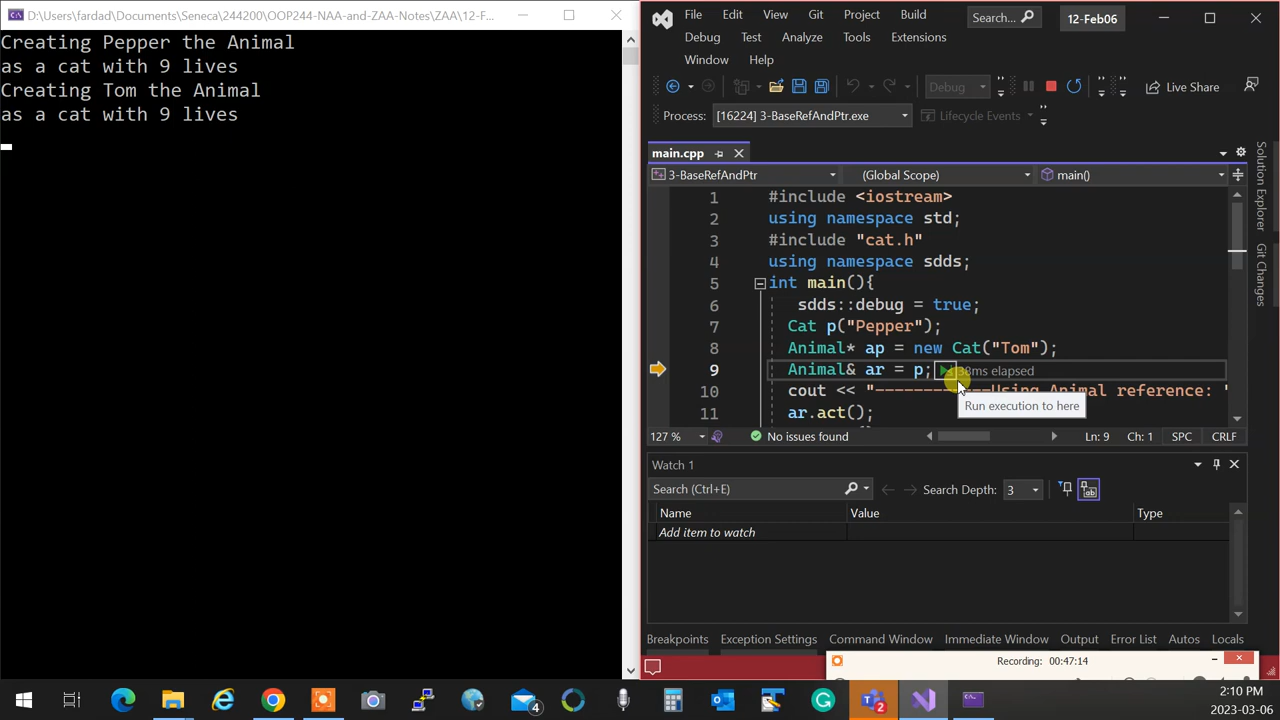 D:\Users\fardad\Documents\Seneca\244200\OOP244-NAA-and-ZAA-Notes\ZAA\12-F...
Creating Pepper the Animal
as a cat with 9 lives
Creating Tom the Animal
as a cat with 9 lives
File Edit View Git Project Build
Search...
12-Feb06
Debug Test Analyze Tools Extensions
Window Help
Debug
Live Share
Process: [16224] 3-BaseRefAndPtr.exe
Lifecycle Events
main.cpp
3-BaseRefAndPtr
(Global Scope)
main()
1 #include <iostream>
2 using namespace std;
3 #include "cat.h"
4 using namespace sdds;
5 int main(){
6 sdds::debug = true;
7 Cat p("Pepper");
8 Animal* ap = new Cat("Tom");
9 Animal& ar = p; 38ms elapsed
10 cout << "------------Using Animal reference: "
11 ar.act();
Run execution to here
127 % No issues found Ln: 9 Ch: 1 SPC CRLF
Watch 1
Search (Ctrl+E) Search Depth: 3
Name Value Type
Add item to watch
Solution Explorer
Git Changes
Breakpoints Exception Settings Command Window Immediate Window Output Error List Autos Locals
Recording: 00:47:14
4
2
2:10 PM
2023-03-06